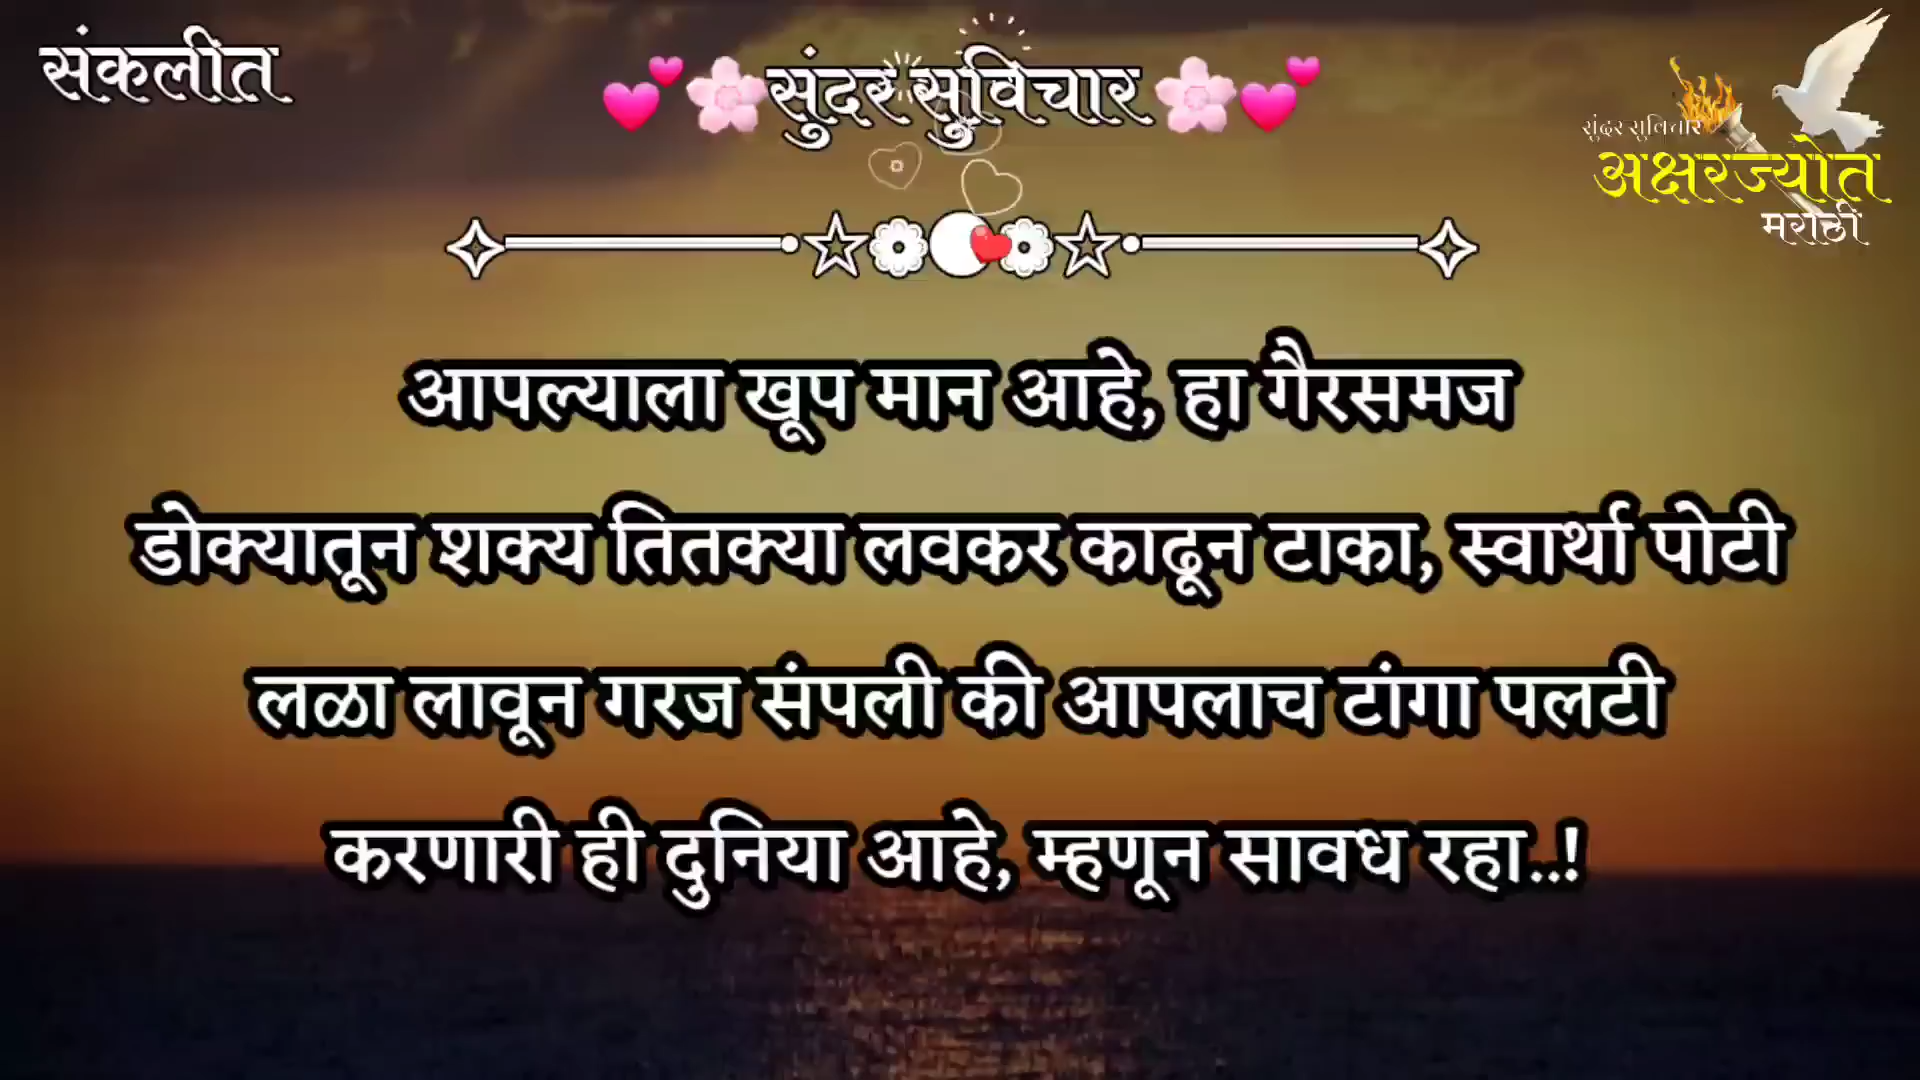 संकलीत
💕🌸सुंदर सुविचार🌸💕
सुंदर सुविचार
अक्षरज्योत
मराठी
आपल्याला खूप मान आहे, हा गैरसमज
डोक्यातून शक्य तितक्या लवकर काढून टाका, स्वार्था पोटी
लळा लावून गरज संपली की आपलाच टांगा पलटी
करणारी ही दुनिया आहे, म्हणून सावध रहा..!